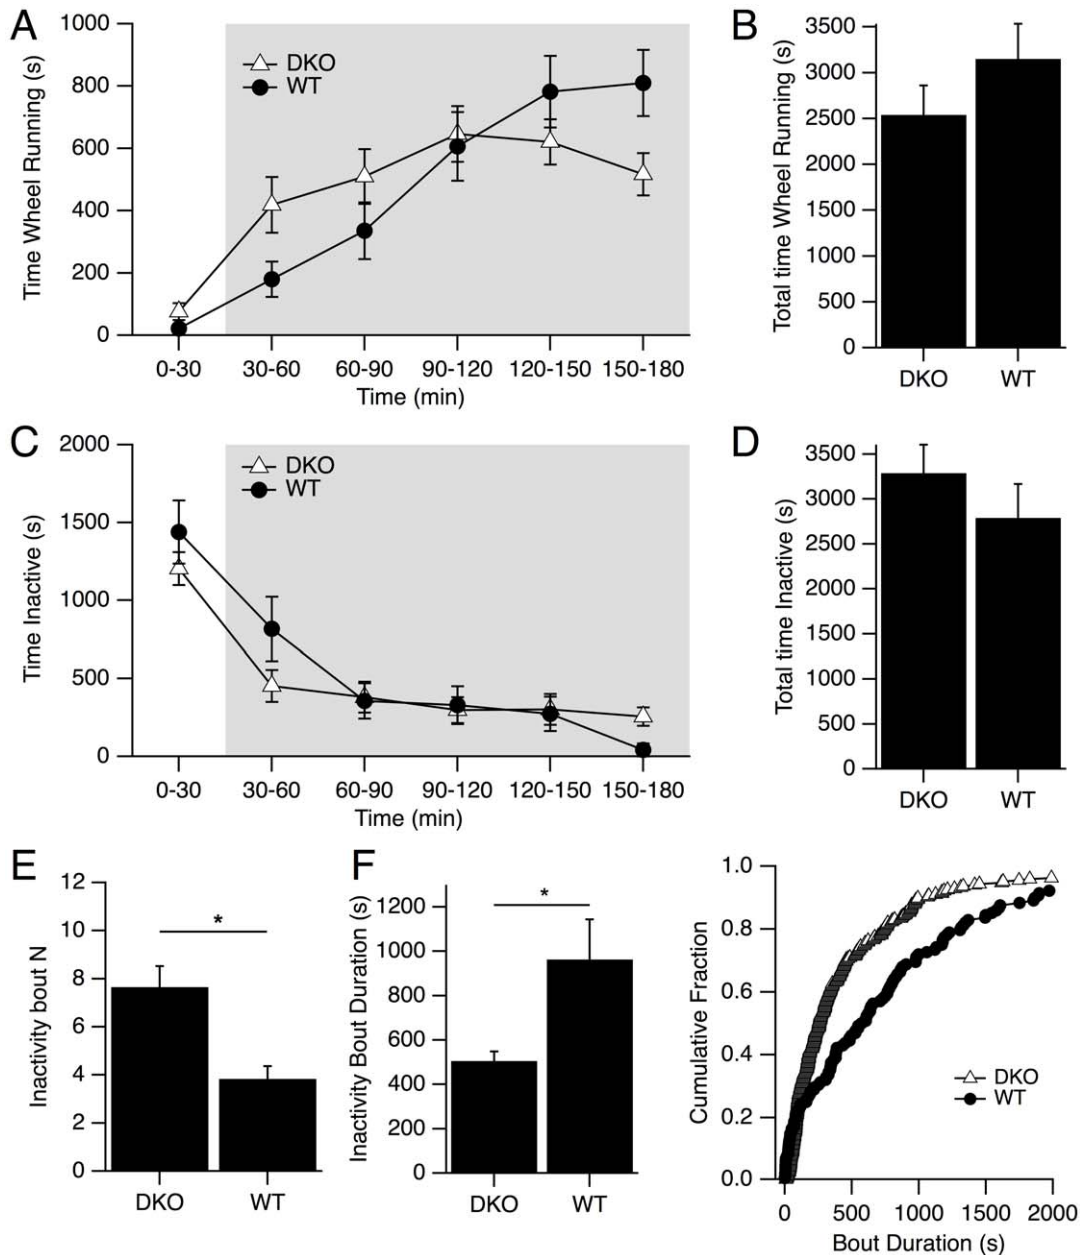 A
Time Wheel Running (s)
1000
800
600
400
200
0
DKO
WT
0-30 30-60 60-90 90-120 120-150 150-180
Time (min)
B
Total time Wheel Running (s)
3500
3000
2500
2000
1500
1000
500
0
DKO WT
C
Time Inactive (s)
2000
1500
1000
500
0
DKO
WT
0-30 30-60 60-90 90-120 120-150 150-180
Time (min)
D
Total time Inactive (s)
3500
3000
2500
2000
1500
1000
500
0
DKO WT
E
Inactivity bout N
12
10
8
6
4
2
0
*
DKO WT
F
Inactivity Bout Duration (s)
1200
1000
800
600
400
200
0
*
DKO WT
Cumulative Fraction
1.0
0.8
0.6
0.4
0.2
0.0
DKO
WT
0 500 1000 1500 2000
Bout Duration (s)